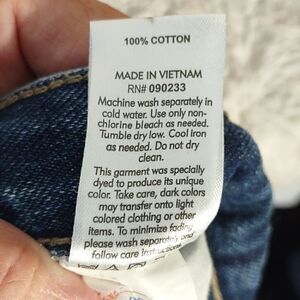 100% COTTON
MADE IN VIETNAM
RN# 090233
Machine wash separately in
cold water. Use only non-
chlorine bleach as needed.
Tumble dry low. Cool iron
as needed. Do not dry
clean.
This garment was specially
dyed to produce its unique
color. Take care, dark colors
may transfer onto light
colored clothing or other
items. To minimize fading
please wash separately and
follow care instructions